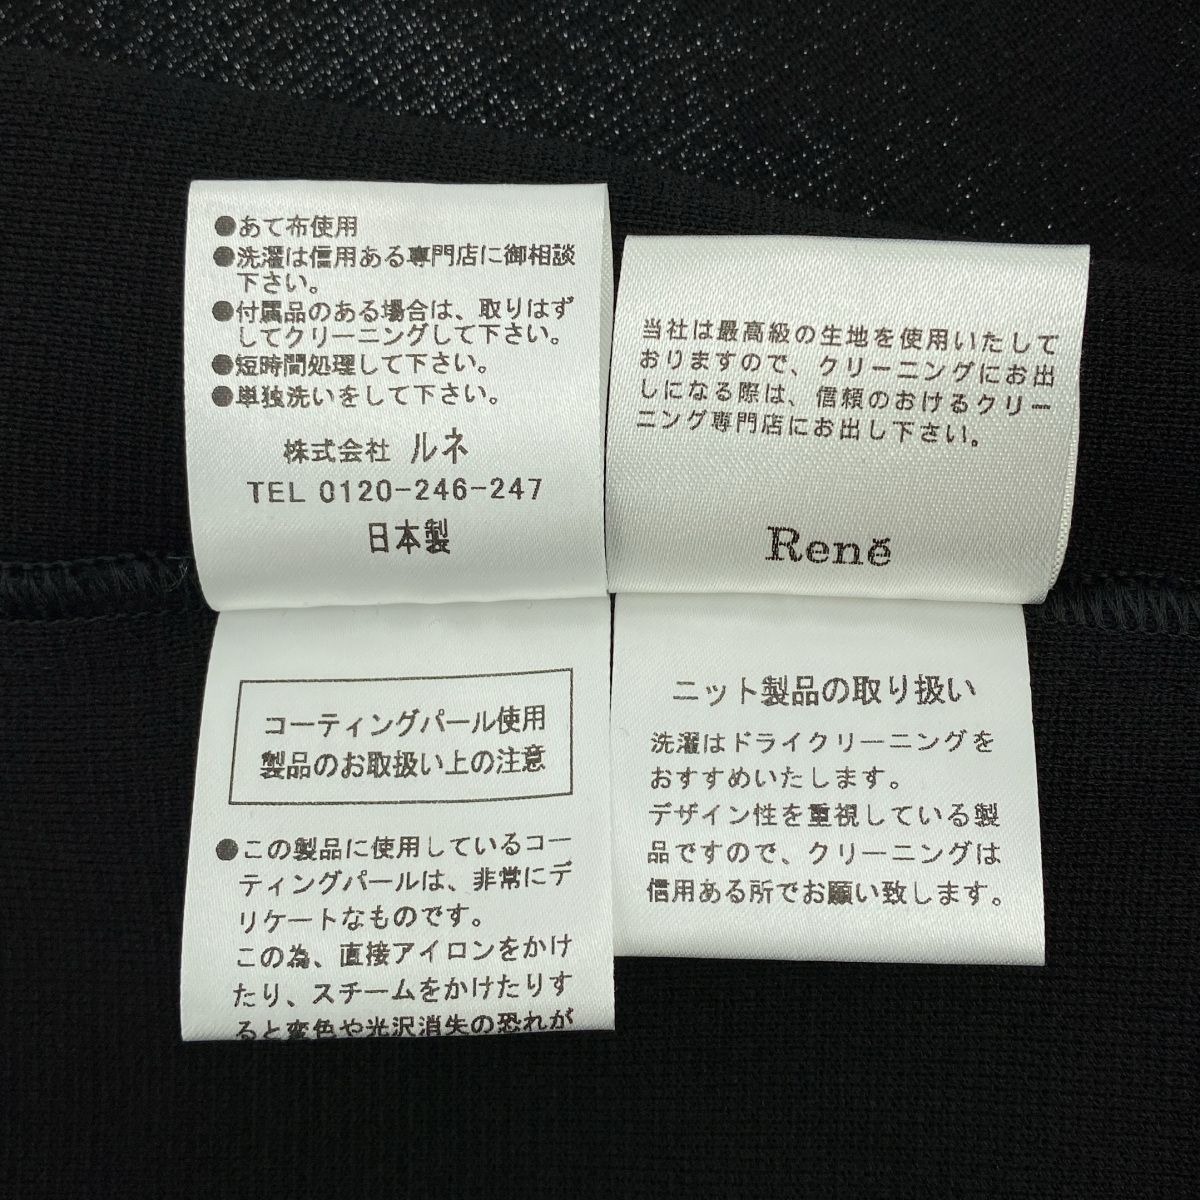 ●あて布使用
●洗濯は信用ある専門店に御相談
下さい。
●付属品のある場合は、取りはず
してクリーニングして下さい。
●短時間処理して下さい。
●単独洗いをして下さい。
株式会社 ルネ
TEL 0120-246-247
日本製
当社は最高級の生地を使用いたして
おりますので、クリーニングにお出
しになる際は、信頼のおけるクリー
ニング専門店にお出し下さい。
René
コーティングパール使用
製品のお取扱い上の注意
●この製品に使用しているコー
ティングパールは、非常にデ
リケートなものです。
この為、直接アイロンをかけ
たり、スチームをかけたりす
ると変色や光沢消失の恐れが
ニット製品の取り扱い
洗濯はドライクリーニングを
おすすめいたします。
デザイン性を重視している製
品ですので、クリーニングは
信用ある所でお願い致します。